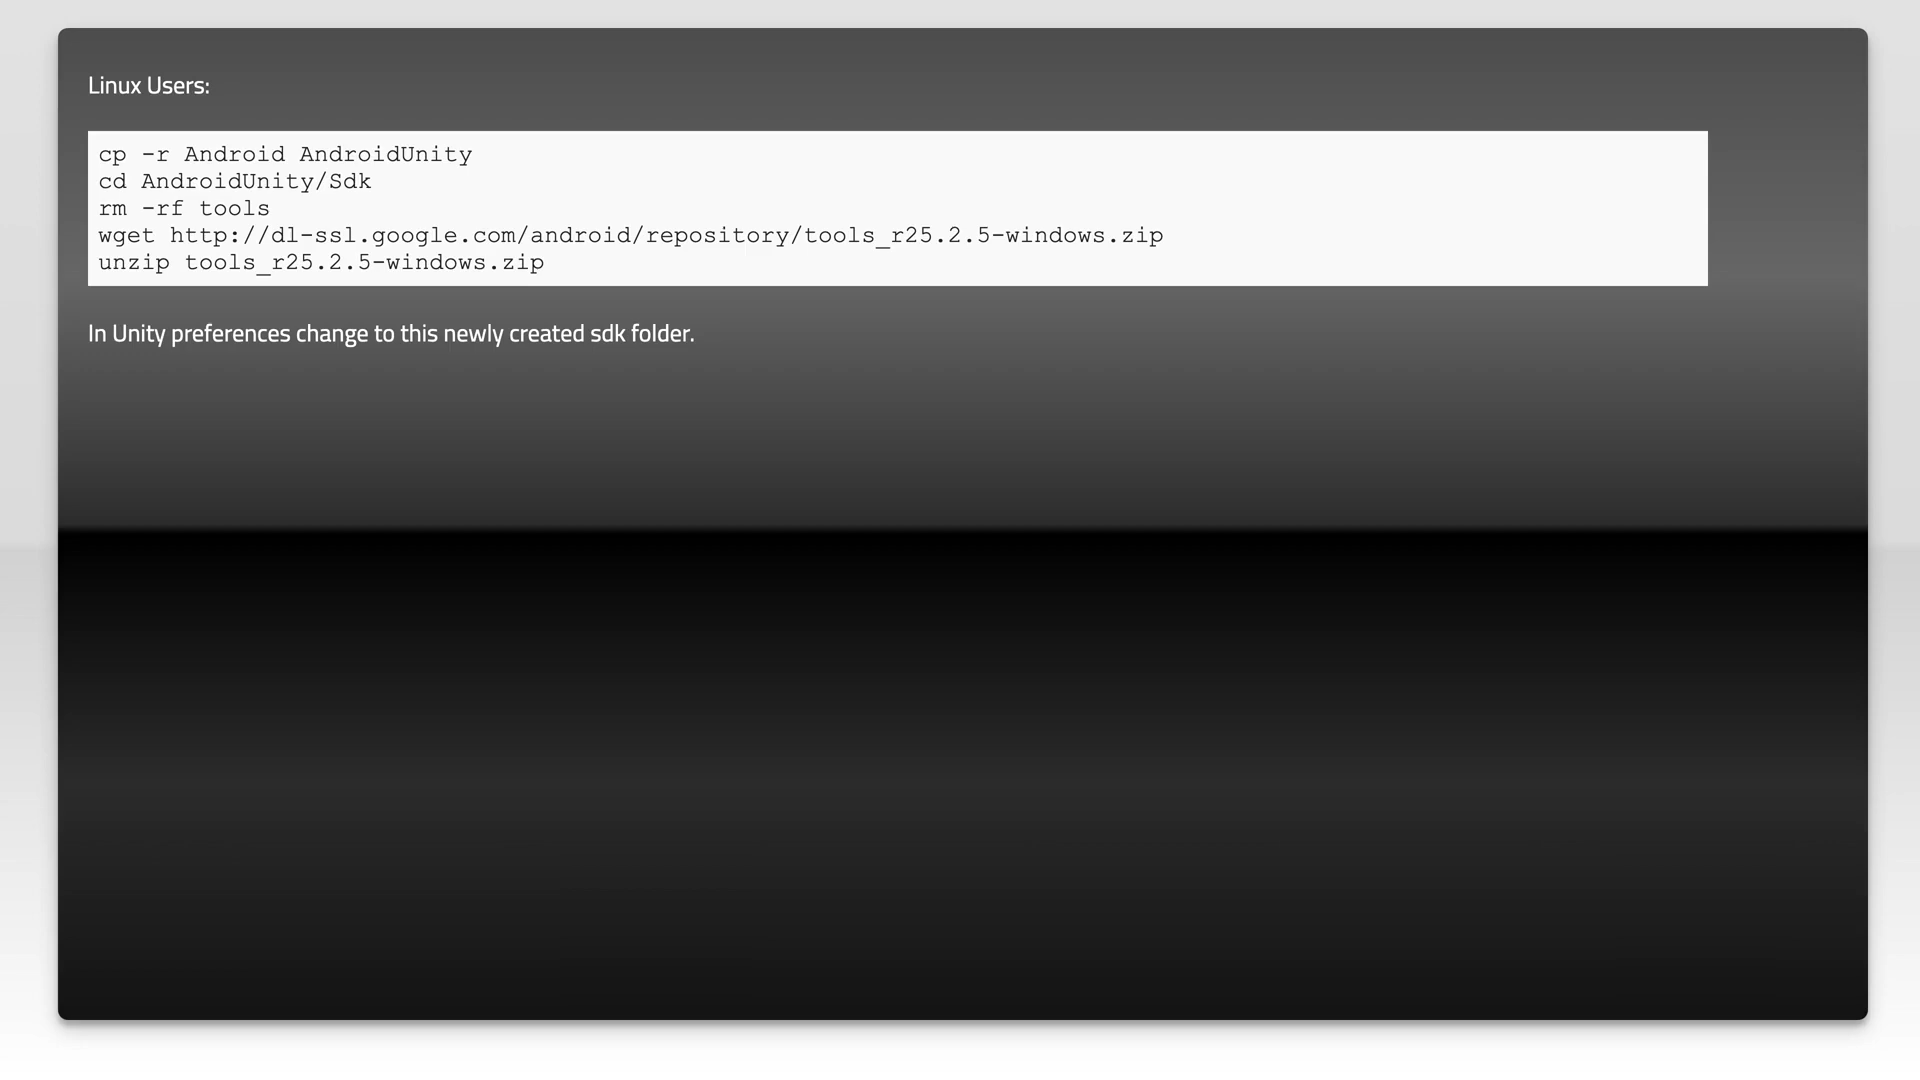 Linux Users:
cp -r Android AndroidUnity
cd AndroidUnity/Sdk
rm -rf tools
wget http://dl-ssl.google.com/android/repository/tools_r25.2.5-windows.zip
unzip tools_r25.2.5-windows.zip
In Unity preferences change to this newly created sdk folder.